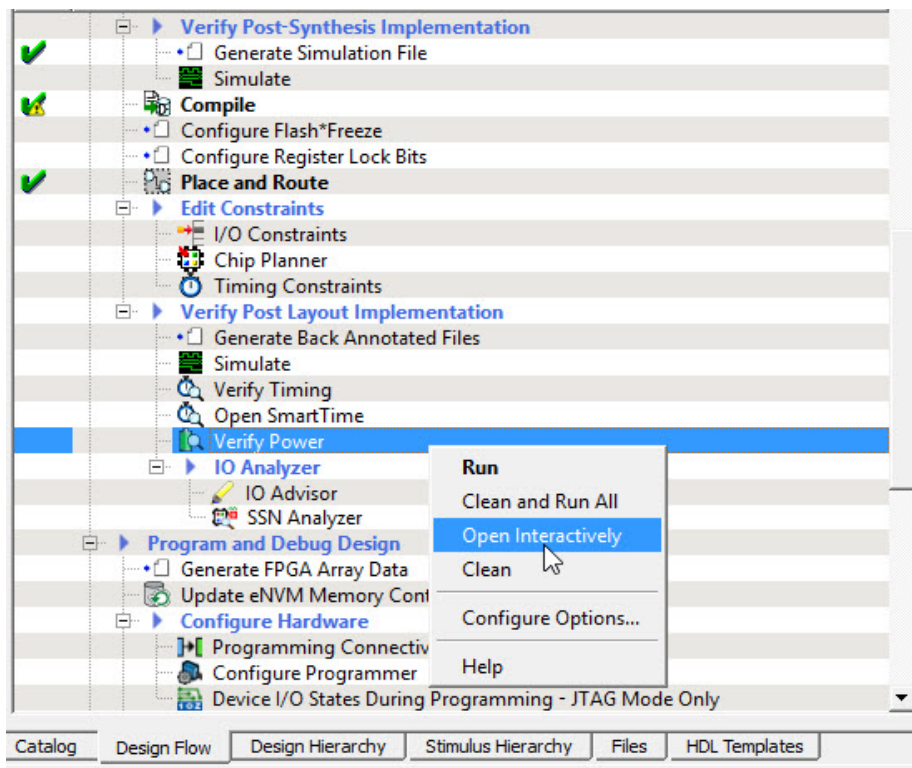 Verify Post-Synthesis Implementation
Generate Simulation File
Simulate
Compile
Configure Flash*Freeze
Configure Register Lock Bits
Place and Route
Edit Constraints
I/O Constraints
Chip Planner
Timing Constraints
Verify Post Layout Implementation
Generate Back Annotated Files
Simulate
Verify Timing
Open SmartTime
Verify Power
IO Analyzer
IO Advisor
SSN Analyzer
Program and Debug Design
Generate FPGA Array Data
Update eNVM Memory Cont
Configure Hardware
Programming Connectiv
Configure Programmer
Device I/O States During Programming - JTAG Mode Only
Run
Clean and Run All
Open Interactively
Clean
Configure Options...
Help
Catalog Design Flow Design Hierarchy Stimulus Hierarchy Files HDL Templates